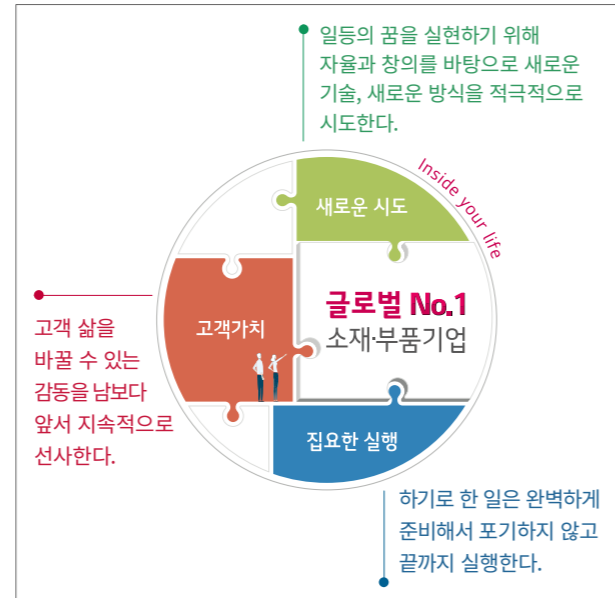 일등의 꿈을 실현하기 위해
자율과 창의를 바탕으로 새로운
기술, 새로운 방식을 적극적으로
시도한다.
Inside your life
새로운 시도
글로벌 No.1
소재·부품기업
고객가치
고객 삶을
바꿀 수 있는
감동을 남보다
앞서 지속적으로
선사한다.
집요한 실행
하기로 한 일은 완벽하게
준비해서 포기하지 않고
끝까지 실행한다.